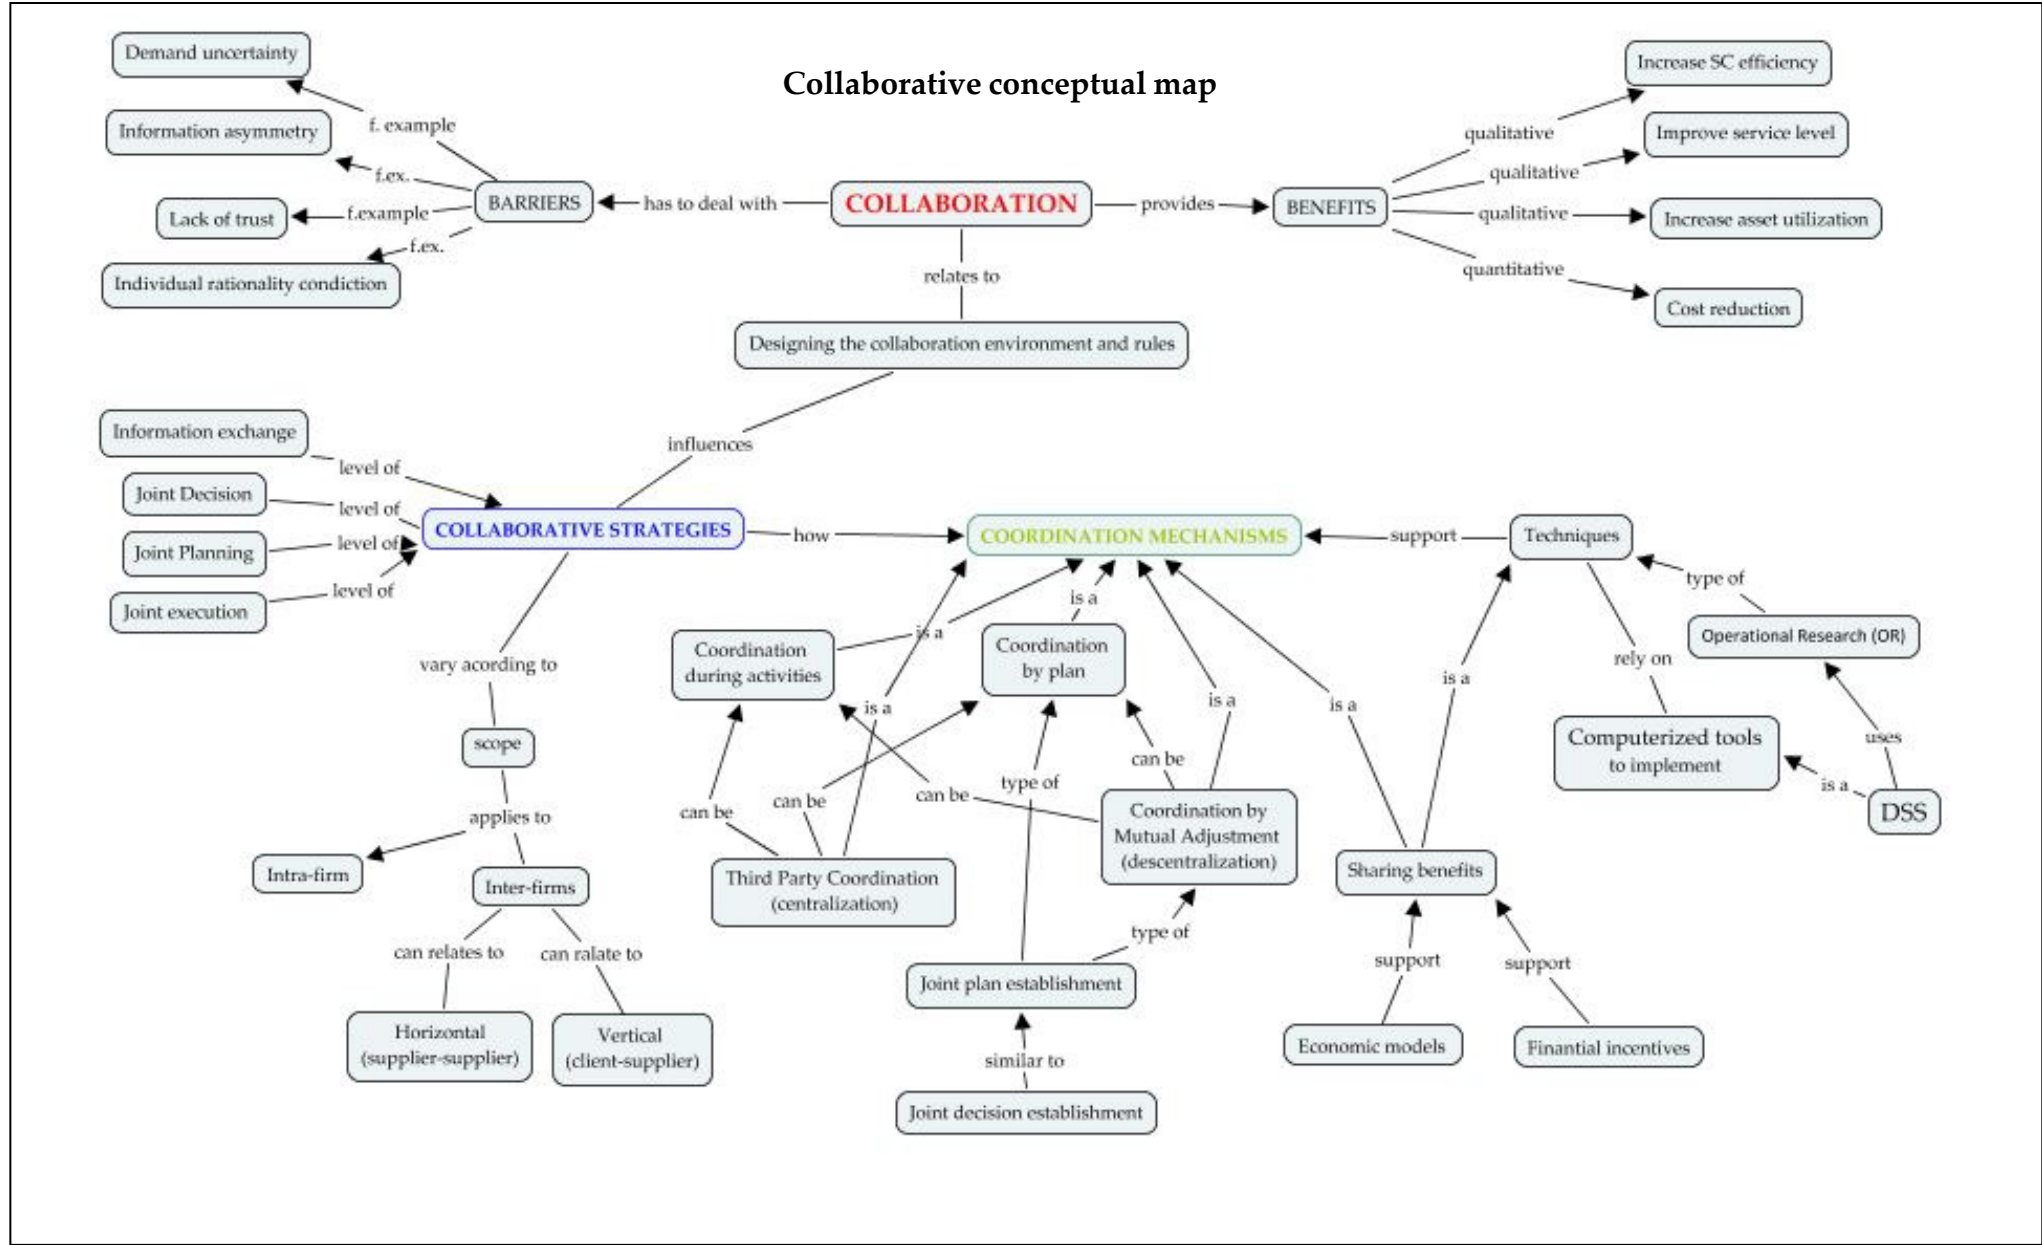 Collaborative conceptual map
Demand uncertainty
f. example
Information asymmetry
f.ex.
Lack of trust
f.example
f.ex.
Individual rationality condiction
BARRIERS
has to deal with
COLLABORATION
provides
BENEFITS
qualitative
Increase SC efficiency
qualitative
Improve service level
qualitative
Increase asset utilization
quantitative
Cost reduction
relates to
Designing the collaboration environment and rules
influences
Information exchange
level of
Joint Decision
level of
Joint Planning
level of
Joint execution
level of
COLLABORATIVE STRATEGIES
how
COORDINATION MECHANISMS
support
Techniques
type of
Operational Research (OR)
rely on
Computerized tools
to implement
uses
is a
DSS
vary acording to
scope
applies to
Intra-firm
Inter-firms
can relates to
can ralate to
Horizontal
(supplier-supplier)
Vertical
(client-supplier)
Coordination
during activities
is a
Coordination
by plan
is a
is a
is a
is a
is a
can be
can be
can be
can be
type of
Third Party Coordination
(centralization)
Coordination by
Mutual Adjustment
(descentralization)
type of
Joint plan establishment
similar to
Joint decision establishment
Sharing benefits
support
support
Economic models
Finantial incentives